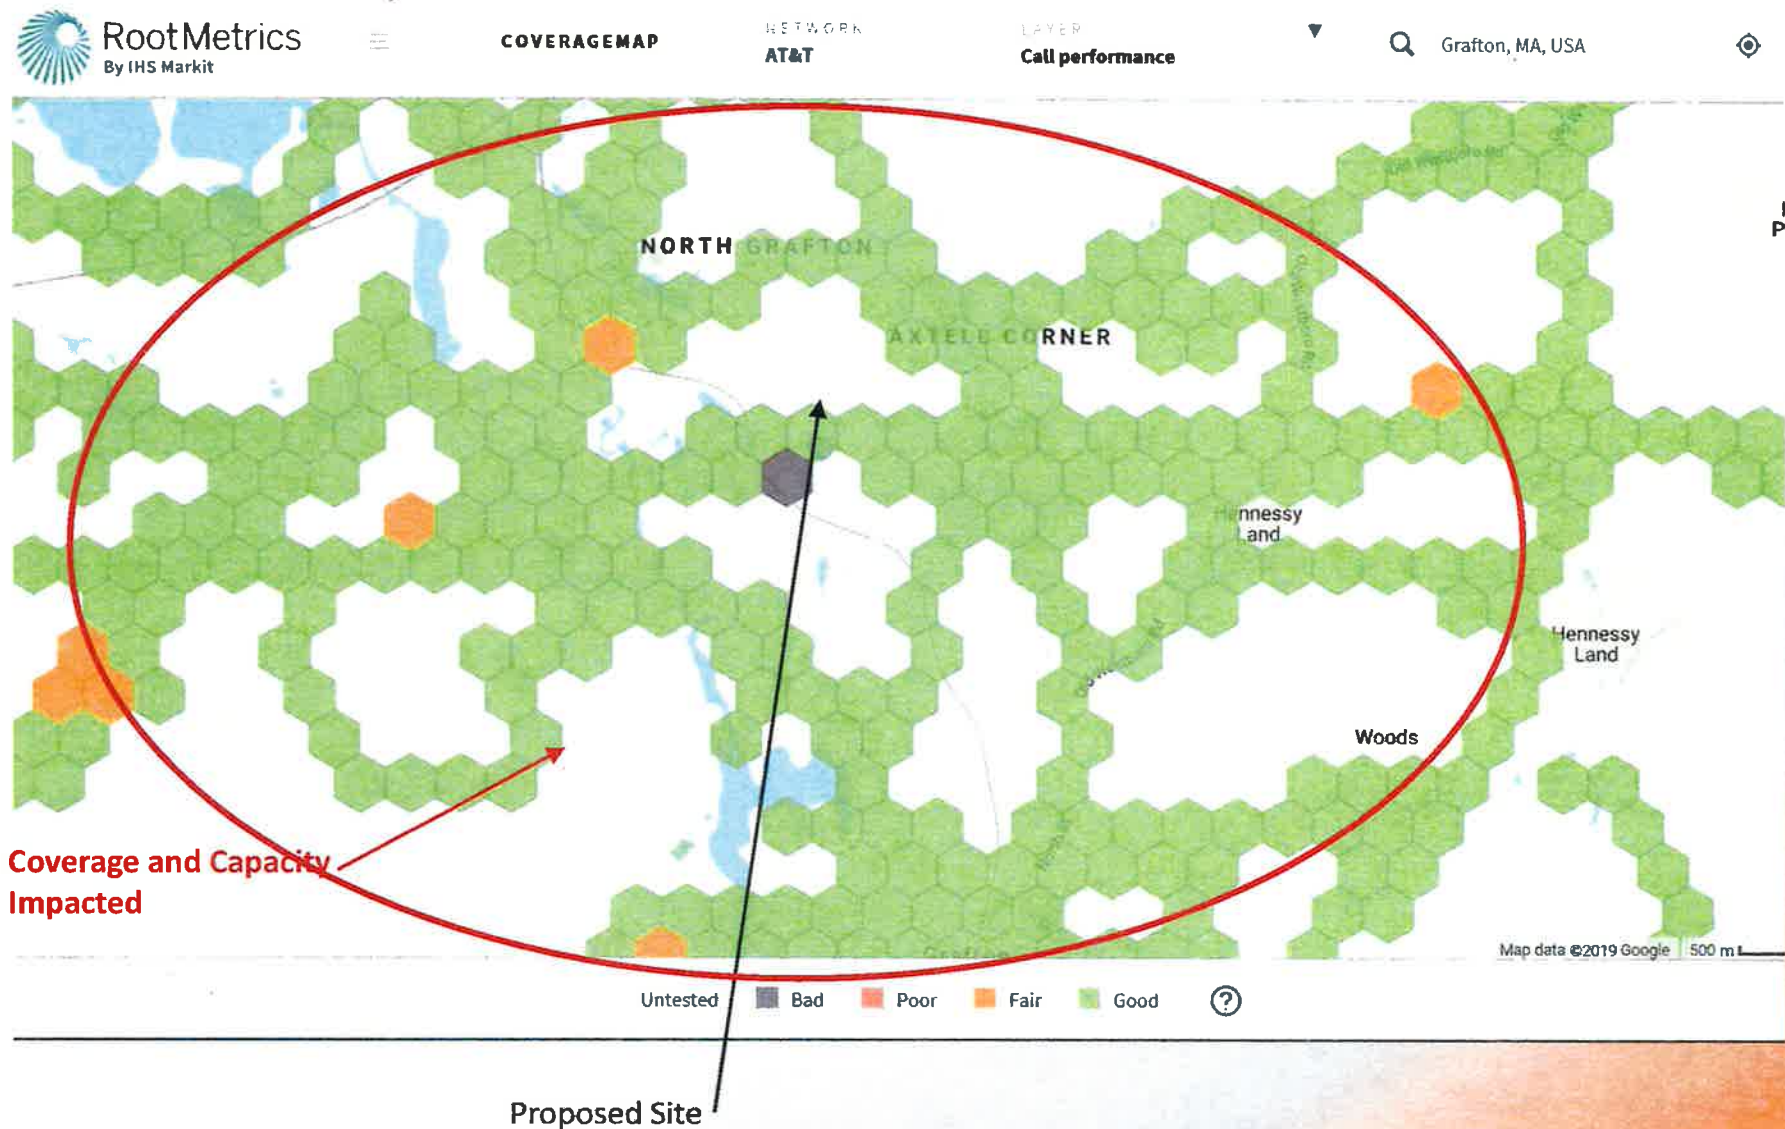 RootMetrics
By IHS Markit
COVERAGEMAP
NETWORK
AT&T
LAYER
Call performance
Grafton, MA, USA
P
NORTH GRAFTON
AXTELL CORNER
Hennessy
Land
Hennessy
Land
Woods
Coverage and Capacity
Impacted
Grafton
Map data ©2019 Google
500 m
Untested
Bad
Poor
Fair
Good
?
Proposed Site